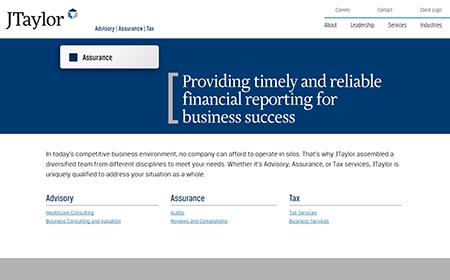 JTaylor
Advisory | Assurance | Tax
Careers Contact Client Login
About Leadership Services Industries
Assurance
Providing timely and reliable
financial reporting for
business success
In today's competitive business environment, no company can afford to operate in silos. That's why JTaylor assembled a
diversified team from different disciplines to meet your needs. Whether it's Advisory, Assurance, or Tax services, JTaylor is
uniquely qualified to address your situation as a whole.
Advisory Assurance Tax
Healthcare Consulting Audits Tax Services
Business Consulting and Valuation Reviews and Compilations Business Services